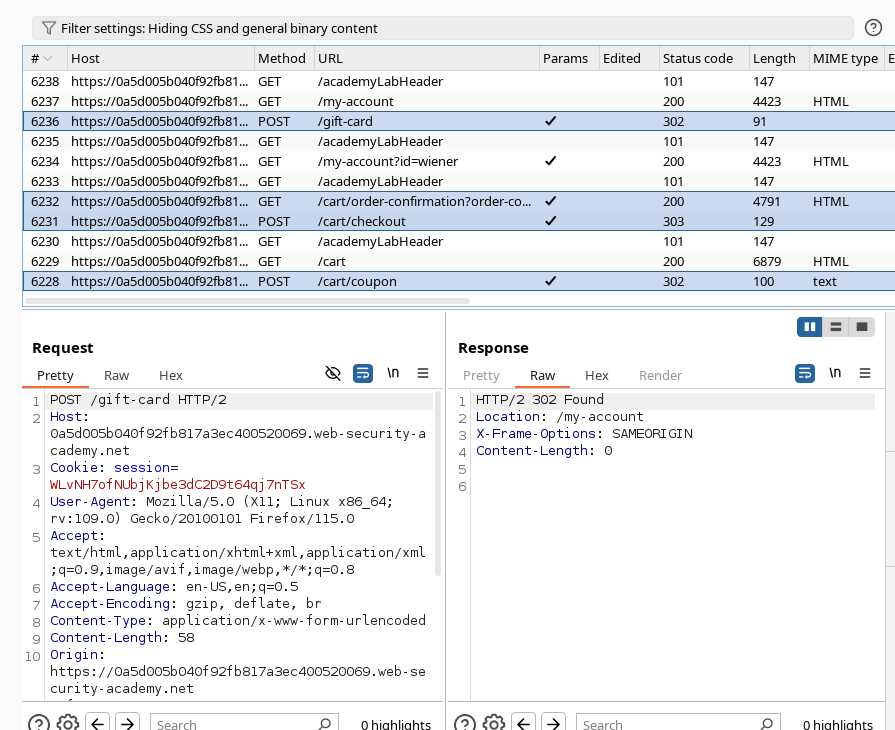 Filter settings: Hiding CSS and general binary content
# Host Method URL Params Edited Status code Length MIME type E
6238 https://0a5d005b040f92fb81... GET /academyLabHeader 101 147
6237 https://0a5d005b040f92fb81... GET /my-account 200 4423 HTML
6236 https://0a5d005b040f92fb81... POST /gift-card ✓ 302 91
6235 https://0a5d005b040f92fb81... GET /academyLabHeader 101 147
6234 https://0a5d005b040f92fb81... GET /my-account?id=wiener ✓ 200 4423 HTML
6233 https://0a5d005b040f92fb81... GET /academyLabHeader 101 147
6232 https://0a5d005b040f92fb81... GET /cart/order-confirmation?order-co... ✓ 200 4791 HTML
6231 https://0a5d005b040f92fb81... POST /cart/checkout ✓ 303 129
6230 https://0a5d005b040f92fb81... GET /academyLabHeader 101 147
6229 https://0a5d005b040f92fb81... GET /cart 200 6879 HTML
6228 https://0a5d005b040f92fb81... POST /cart/coupon ✓ 302 100 text
Request
Pretty Raw Hex \n
1 POST /gift-card HTTP/2
2 Host:
0a5d005b040f92fb817a3ec400520069.web-security-a
cademy.net
3 Cookie: session=
WLvNH7ofNUbjKjbe3dC2D9t64qj7nTSx
4 User-Agent: Mozilla/5.0 (X11; Linux x86_64;
rv:109.0) Gecko/20100101 Firefox/115.0
5 Accept:
text/html,application/xhtml+xml,application/xml
;q=0.9,image/avif,image/webp,*/*;q=0.8
6 Accept-Language: en-US,en;q=0.5
7 Accept-Encoding: gzip, deflate, br
8 Content-Type: application/x-www-form-urlencoded
9 Content-Length: 58
10 Origin:
https://0a5d005b040f92fb817a3ec400520069.web-se
curity-academy.net
Search 0 highlights
Response
Pretty Raw Hex Render \n
1 HTTP/2 302 Found
2 Location: /my-account
3 X-Frame-Options: SAMEORIGIN
4 Content-Length: 0
5
6
Search 0 highlights